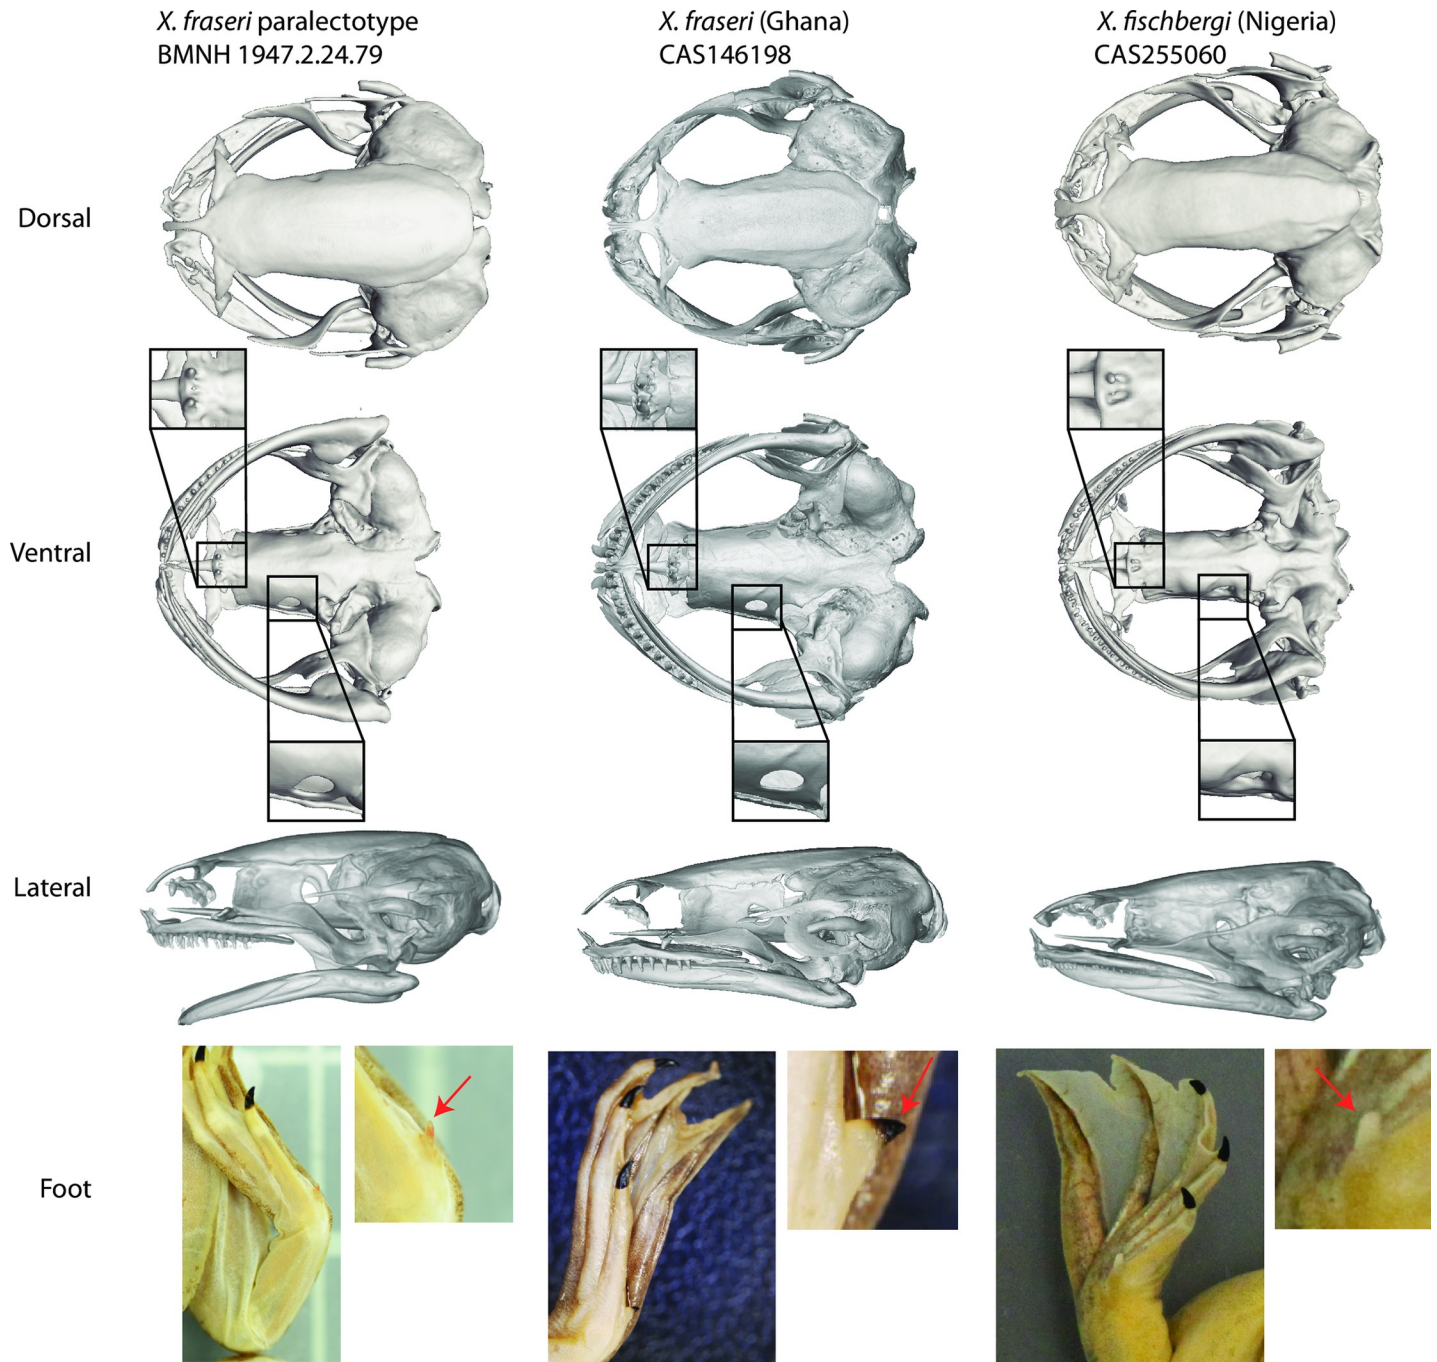 X. fraseri paralectotype
BMNH 1947.2.24.79
X. fraseri (Ghana)
CAS146198
X. fischbergi (Nigeria)
CAS255060
Dorsal
Ventral
Lateral
Foot